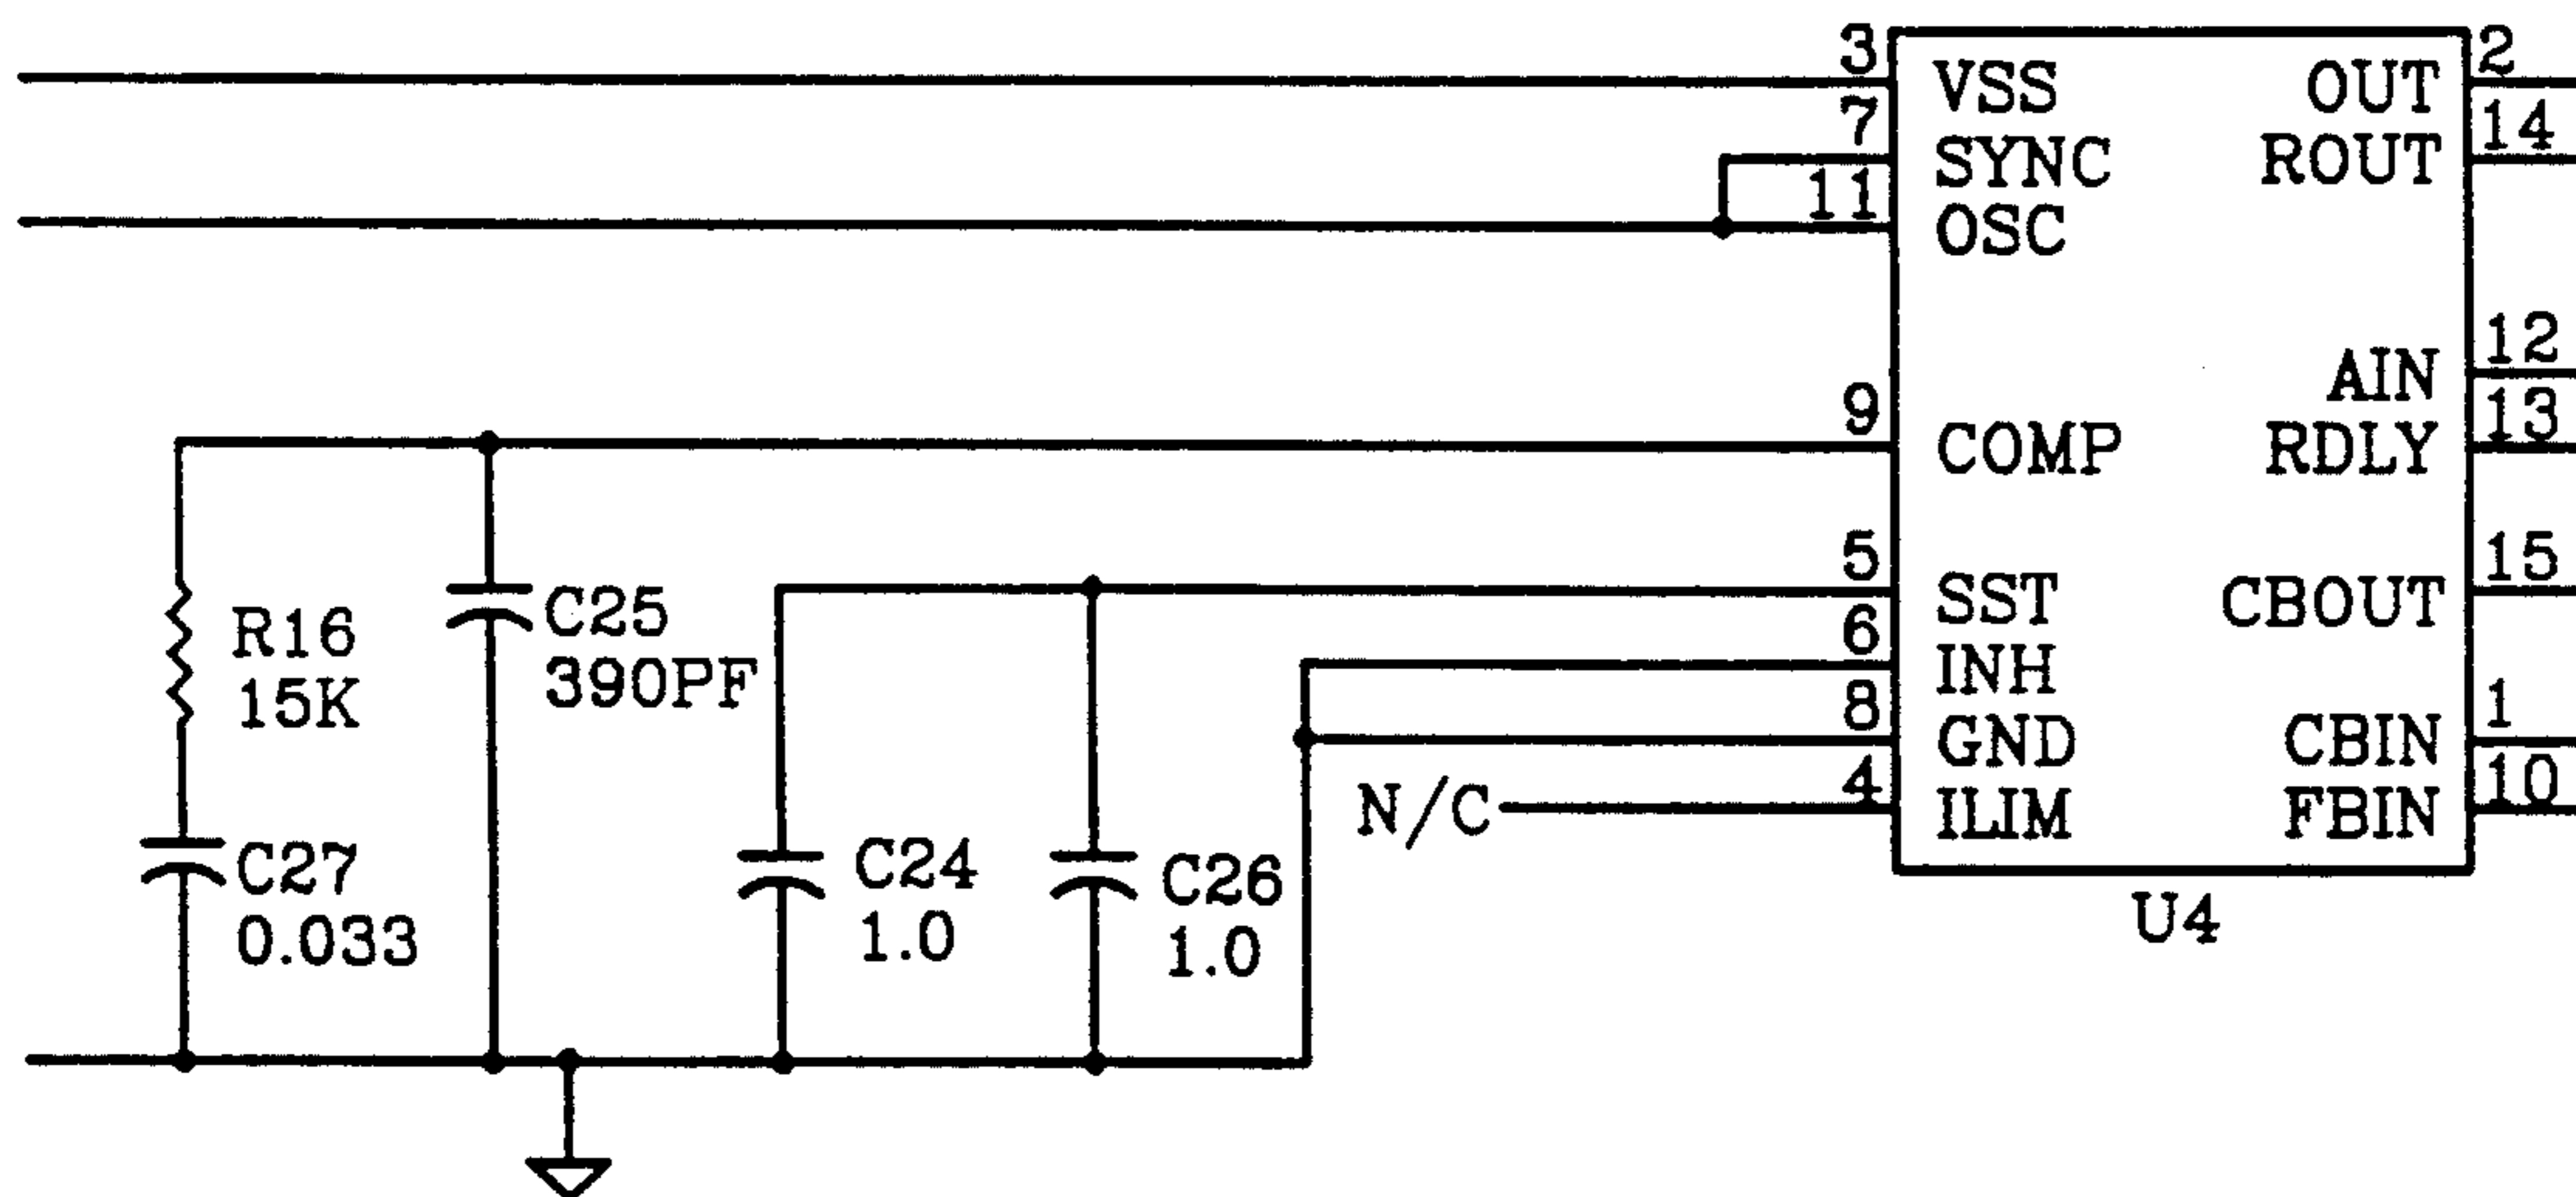 3
VSS
OUT
2
7
SYNC
ROUT
14
11
OSC
AIN
12
9
COMP
RDLY
13
5
SST
CBOUT
15
6
INH
8
GND
CBIN
1
N/C
4
ILIM
FBIN
10
U4
R16
15K
C25
390PF
C27
0.033
C24
1.0
C26
1.0